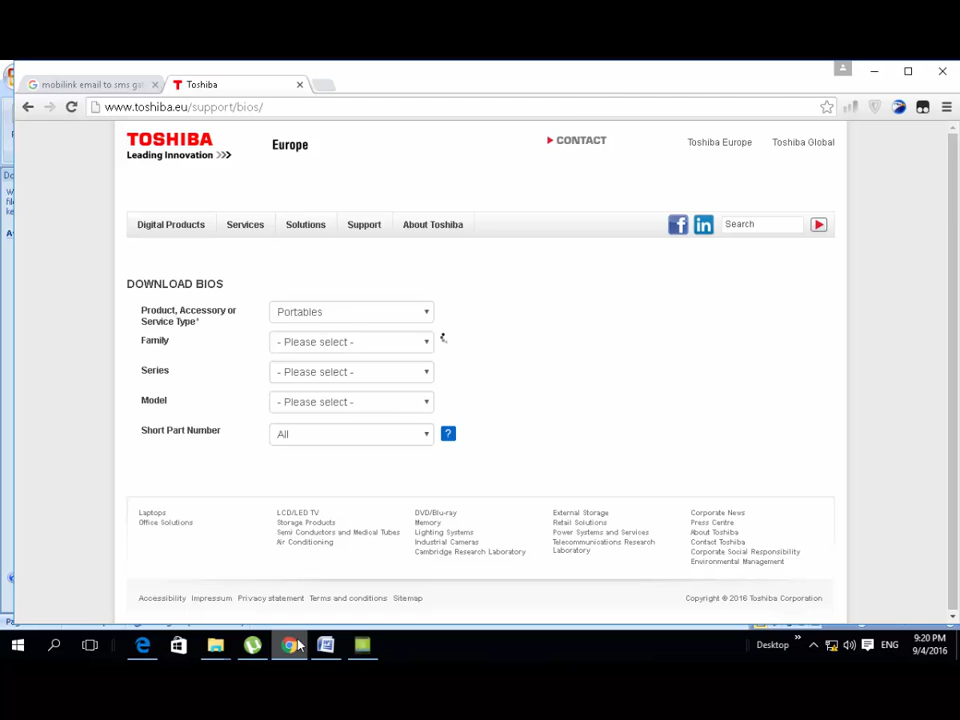 mobilink email to sms ga
Toshiba
www.toshiba.eu/support/bios/
TOSHIBA
Leading Innovation >>>
Europe
CONTACT
Toshiba Europe
Toshiba Global
Digital Products
Services
Solutions
Support
About Toshiba
Search
DOWNLOAD BIOS
Product, Accessory or
Service Type*
Portables
Family
- Please select -
Series
- Please select -
Model
- Please select -
Short Part Number
All
?
Laptops
Office Solutions
LCD/LED TV
Storage Products
Semi Conductors and Medical Tubes
Air Conditioning
DVD/Blu-ray
Memory
Lighting Systems
Industrial Cameras
Cambridge Research Laboratory
External Storage
Retail Solutions
Power Systems and Services
Telecommunications Research
Laboratory
Corporate News
Press Centre
About Toshiba
Contact Toshiba
Corporate Social Responsibility
Environmental Management
Accessibility
Impressum
Privacy statement
Terms and conditions
Sitemap
Copyright © 2016 Toshiba Corporation
Desktop
ENG
9:20 PM
9/4/2016